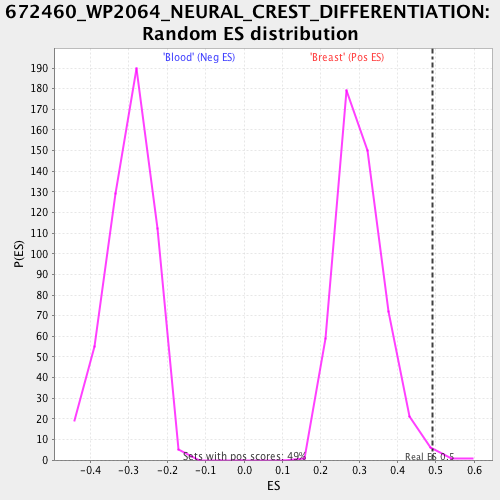 672460_WP2064_NEURAL_CREST_DIFFERENTIATION:
Random ES distribution
'Blood' (Neg ES) 'Breast' (Pos ES)
190
180
170
160
150
140
130
120
110
100
90
80
70
60
50
40
30
20
10
0
P(ES)
Sets with pos scores: 49%
Real ES 0.5
-0.4 -0.3 -0.2 -0.1 0.0 0.1 0.2 0.3 0.4 0.5 0.6
ES